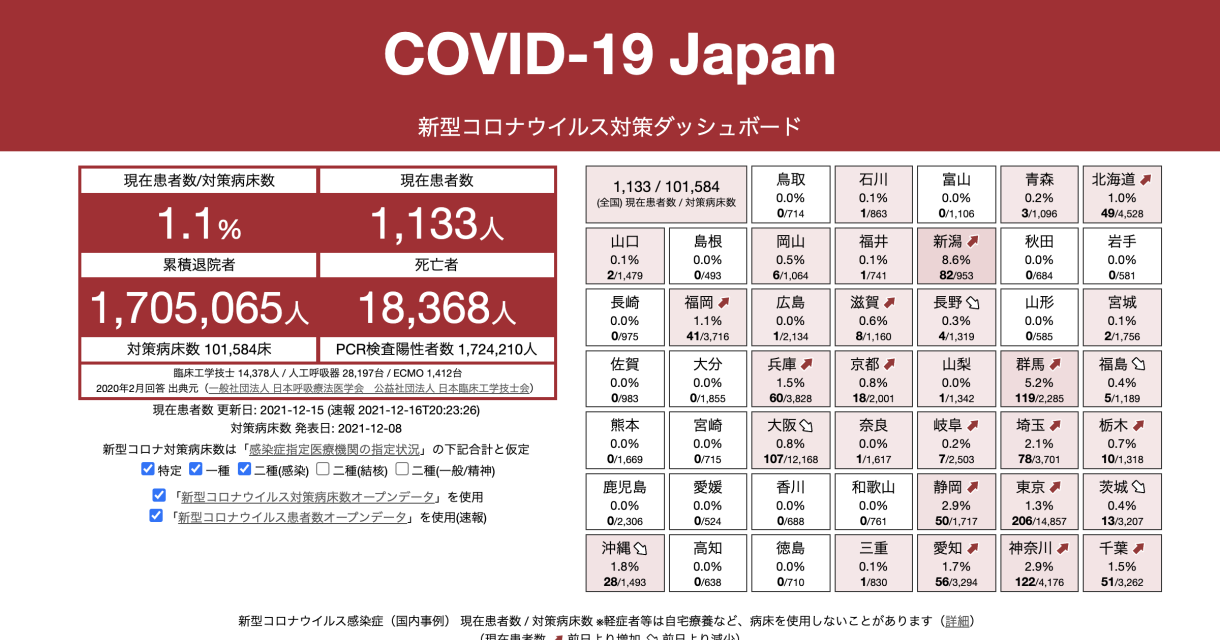 COVID-19 Japan
新型コロナウイルス対策ダッシュボード
現在患者数/対策病床数
現在患者数
1.1%
1,133人
累積退院者
死亡者
1,705,065人
18,368人
対策病床数 101,584床
PCR検査陽性者数 1,724,210人
臨床工学技士 14,378人 / 人工呼吸器 28,197台 / ECMO 1,412台
2020年2月回答 出典元（一般社団法人 日本呼吸療法医学会　公益社団法人 日本臨床工学技士会）
現在患者数 更新日: 2021-12-15 (速報 2021-12-16T20:23:26)
対策病床数 発表日: 2021-12-08
新型コロナ対策病床数は「感染症指定医療機関の指定状況」の下記合計と仮定
特定 一種 二種(感染) 二種(結核) 二種(一般/精神)
「新型コロナウイルス対策病床数オープンデータ」を使用
「新型コロナウイルス患者数オープンデータ」を使用(速報)
1,133 / 101,584
(全国) 現在患者数 / 対策病床数
鳥取
0.0%
0/714
石川
0.1%
1/863
富山
0.0%
0/1,106
青森
0.2%
3/1,096
北海道
1.0%
49/4,528
山口
0.1%
2/1,479
島根
0.0%
0/493
岡山
0.5%
6/1,064
福井
0.1%
1/741
新潟
8.6%
82/953
秋田
0.0%
0/684
岩手
0.0%
0/581
長崎
0.0%
0/975
福岡
1.1%
41/3,716
広島
0.0%
1/2,134
滋賀
0.6%
8/1,160
長野
0.3%
4/1,319
山形
0.0%
0/585
宮城
0.1%
2/1,756
佐賀
0.0%
0/983
大分
0.0%
0/1,855
兵庫
1.5%
60/3,828
京都
0.8%
18/2,001
山梨
0.0%
1/1,342
群馬
5.2%
119/2,285
福島
0.4%
5/1,189
熊本
0.0%
0/1,669
宮崎
0.0%
0/715
大阪
0.8%
107/12,168
奈良
0.0%
1/1,617
岐阜
0.2%
7/2,503
埼玉
2.1%
78/3,701
栃木
0.7%
10/1,318
鹿児島
0.0%
0/2,306
愛媛
0.0%
0/524
香川
0.0%
0/688
和歌山
0.0%
0/761
静岡
2.9%
50/1,717
東京
1.3%
206/14,857
茨城
0.4%
13/3,207
沖縄
1.8%
28/1,493
高知
0.0%
0/638
徳島
0.0%
0/710
三重
0.1%
1/830
愛知
1.7%
56/3,294
神奈川
2.9%
122/4,176
千葉
1.5%
51/3,262
新型コロナウイルス感染症（国内事例） 現在患者数 / 対策病床数 ※軽症者等は自宅療養など、病床を使用しないことがあります（詳細）
（現在患者数 前日より増加 前日より減少）